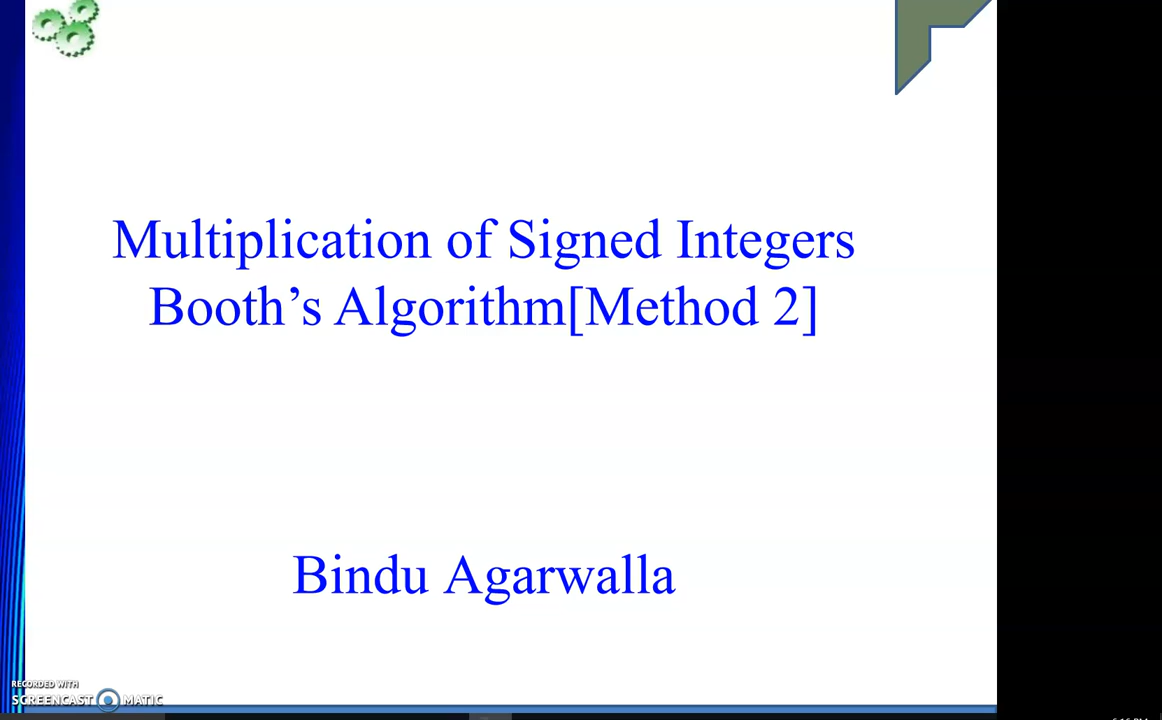 Multiplication of Signed Integers
Booth’s Algorithm[Method 2]
Bindu Agarwalla
RECORDED WITH
SCREENCAST MATIC